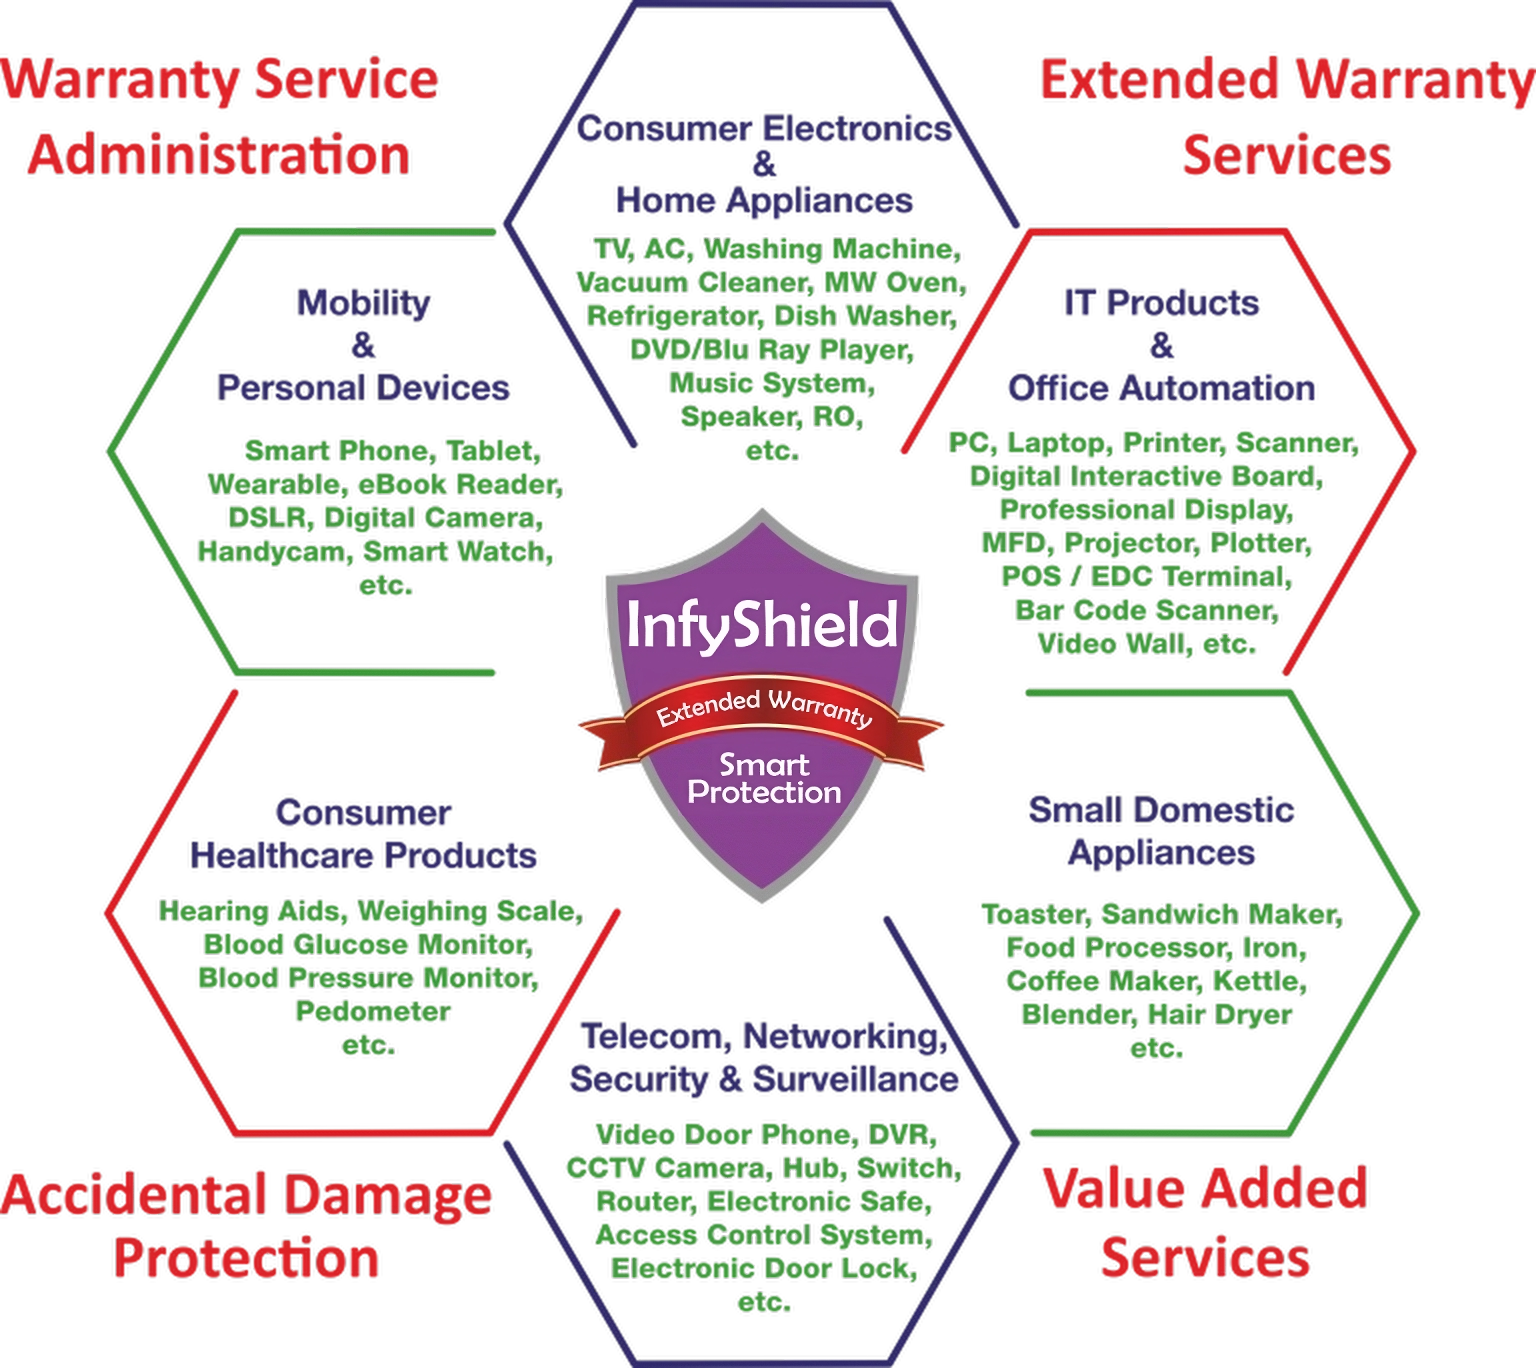 Warranty Service
Administration
Extended Warranty
Services
Consumer Electronics
&
Home Appliances
TV, AC, Washing Machine,
Vacuum Cleaner, MW Oven,
Refrigerator, Dish Washer,
DVD/Blu Ray Player,
Music System,
Speaker, RO,
etc.
Mobility
&
Personal Devices
Smart Phone, Tablet,
Wearable, eBook Reader,
DSLR, Digital Camera,
Handycam, Smart Watch,
etc.
IT Products
&
Office Automation
PC, Laptop, Printer, Scanner,
Digital Interactive Board,
Professional Display,
MFD, Projector, Plotter,
POS / EDC Terminal,
Bar Code Scanner,
Video Wall, etc.
InfyShield
Extended Warranty
Smart
Protection
Consumer
Healthcare Products
Hearing Aids, Weighing Scale,
Blood Glucose Monitor,
Blood Pressure Monitor,
Pedometer
etc.
Small Domestic
Appliances
Toaster, Sandwich Maker,
Food Processor, Iron,
Coffee Maker, Kettle,
Blender, Hair Dryer
etc.
Telecom, Networking,
Security & Surveillance
Video Door Phone, DVR,
CCTV Camera, Hub, Switch,
Router, Electronic Safe,
Access Control System,
Electronic Door Lock,
etc.
Accidental Damage
Protection
Value Added
Services